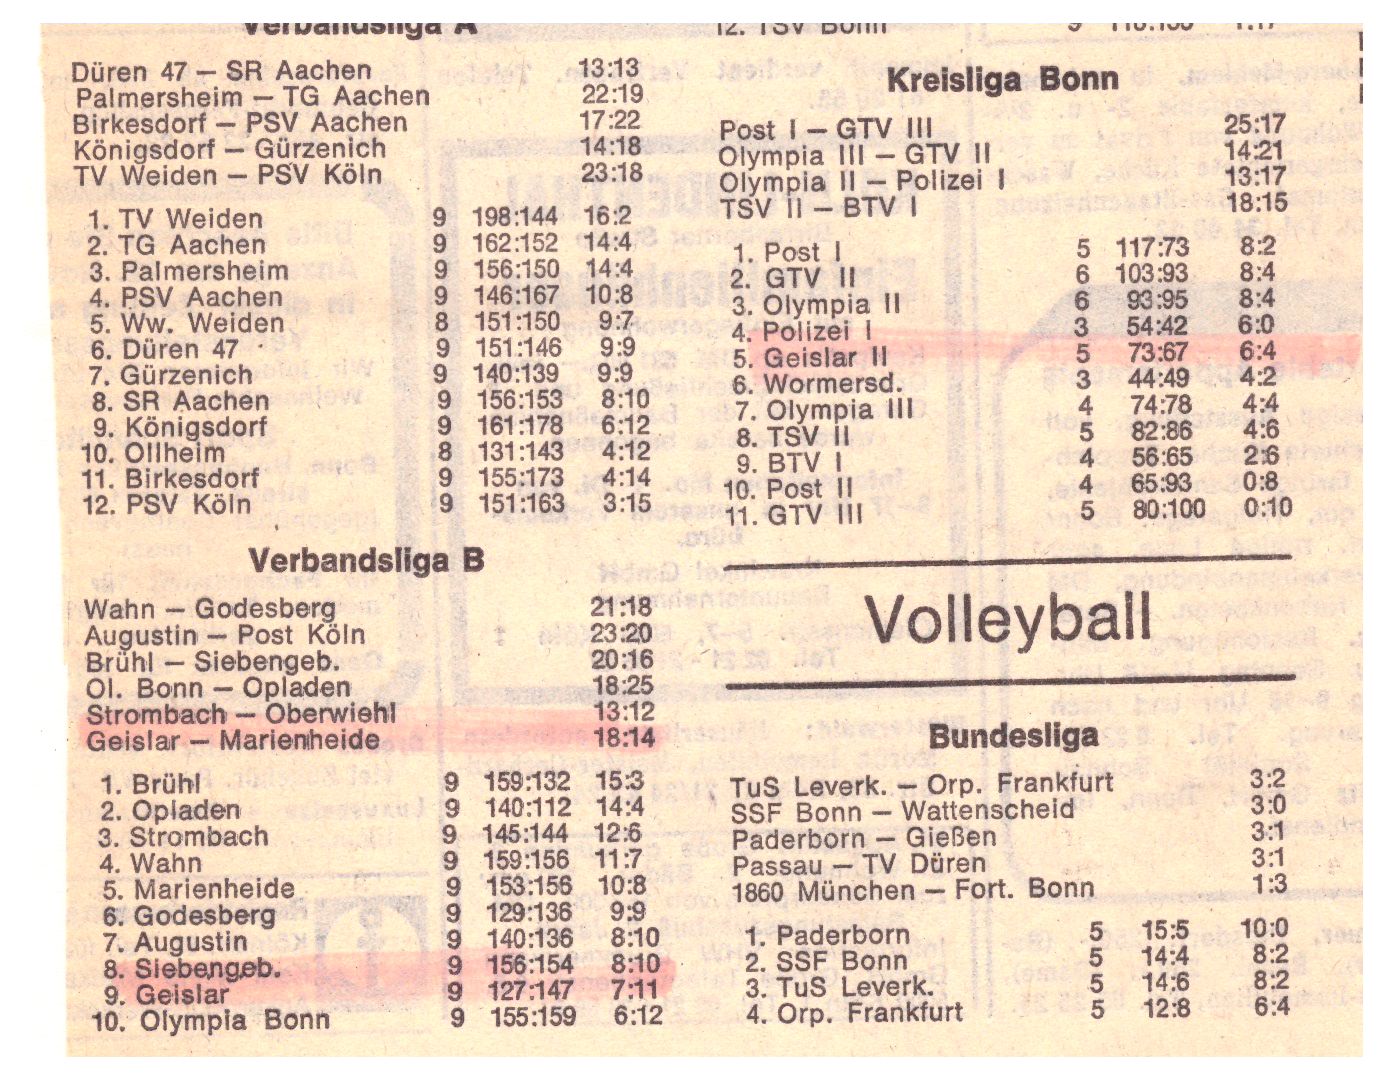 Verbandsliga A
Düren 47 — SR Aachen 13:13
Palmersheim — TG Aachen 22:19
Birkesdorf — PSV Aachen 17:22
Königsdorf — Gürzenich 14:18
TV Weiden — PSV Köln 23:18
1. TV Weiden 9 198:144 16:2
2. TG Aachen 9 162:152 14:4
3. Palmersheim 9 156:150 14:4
4. PSV Aachen 9 146:167 10:8
5. Ww. Weiden 8 151:150 9:7
6. Düren 47 9 151:146 9:9
7. Gürzenich 9 140:139 9:9
8. SR Aachen 9 156:153 8:10
9. Königsdorf 9 161:178 6:12
10. Ollheim 8 131:143 4:12
11. Birkesdorf 9 155:173 4:14
12. PSV Köln 9 151:163 3:15
Verbandsliga B
Wahn — Godesberg 21:18
Augustin — Post Köln 23:20
Brühl — Siebengeb. 20:16
Ol. Bonn — Opladen 18:25
Strombach — Oberwiehl 13:12
Geislar — Marienheide 18:14
1. Brühl 9 159:132 15:3
2. Opladen 9 140:112 14:4
3. Strombach 9 145:144 12:6
4. Wahn 9 159:156 11:7
5. Marienheide 9 153:156 10:8
6. Godesberg 9 129:136 9:9
7. Augustin 9 140:136 8:10
8. Siebengeb. 9 156:154 8:10
9. Geislar 9 127:147 7:11
10. Olympia Bonn 9 155:159 6:12
12. TSV Bonn 9
Kreisliga Bonn
Post I — GTV III 25:17
Olympia III — GTV II 14:21
Olympia II — Polizei I 13:17
TSV II — BTV I 18:15
1. Post I 5 117:73 8:2
2. GTV II 6 103:93 8:4
3. Olympia II 6 93:95 8:4
4. Polizei I 3 54:42 6:0
5. Geislar II 5 73:67 6:4
6. Wormersd. 3 44:49 4:2
7. Olympia III 4 74:78 4:4
8. TSV II 5 82:86 4:6
9. BTV I 4 56:65 2:6
10. Post II 4 65:93 0:8
11. GTV III 5 80:100 0:10
Volleyball
Bundesliga
TuS Leverk. — Orp. Frankfurt 3:2
SSF Bonn — Wattenscheid 3:0
Paderborn — Gießen 3:1
Passau — TV Düren 3:1
1860 München — Fort. Bonn 1:3
1. Paderborn 5 15:5 10:0
2. SSF Bonn 5 14:4 8:2
3. TuS Leverk. 5 14:6 8:2
4. Orp. Frankfurt 5 12:8 6:4